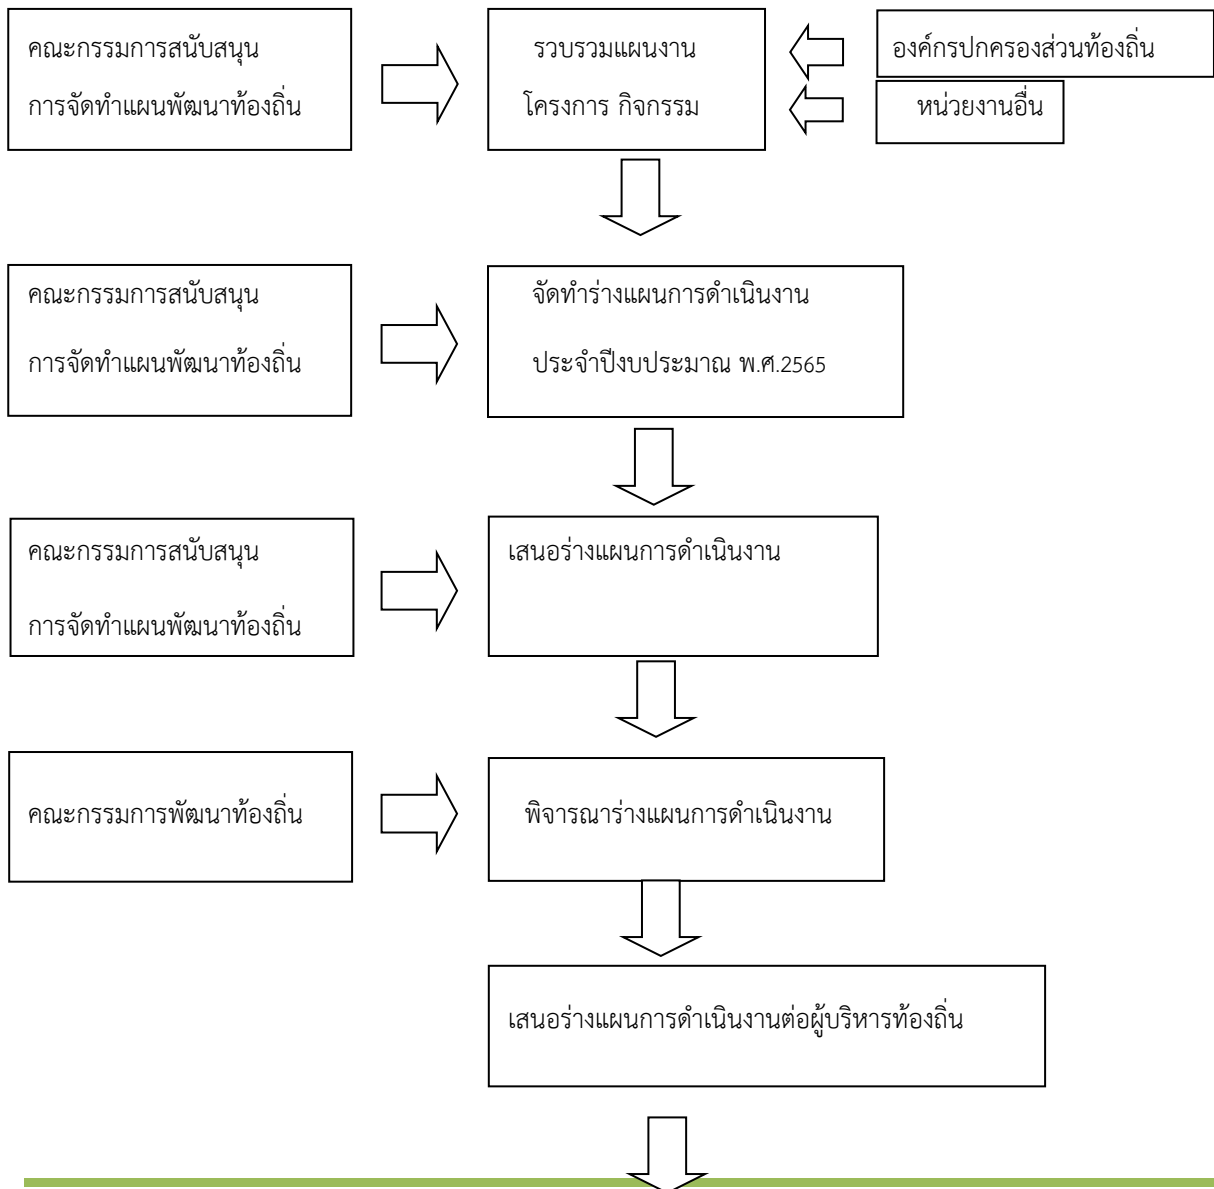 คณะกรรมการสนับสนุน
การจัดทำแผนพัฒนาท้องถิ่น
รวบรวมแผนงาน
โครงการ กิจกรรม
องค์กรปกครองส่วนท้องถิ่น
หน่วยงานอื่น
คณะกรรมการสนับสนุน
การจัดทำแผนพัฒนาท้องถิ่น
จัดทำร่างแผนการดำเนินงาน
ประจำปีงบประมาณ พ.ศ.2565
คณะกรรมการสนับสนุน
การจัดทำแผนพัฒนาท้องถิ่น
เสนอร่างแผนการดำเนินงาน
คณะกรรมการพัฒนาท้องถิ่น
พิจารณาร่างแผนการดำเนินงาน
เสนอร่างแผนการดำเนินงานต่อผู้บริหารท้องถิ่น